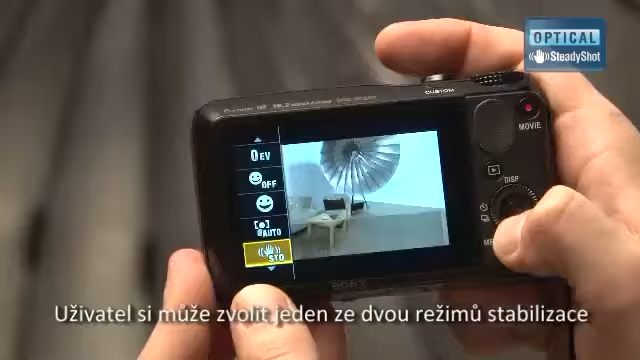 OPTICAL
SteadyShot
CUSTOM
MOVIE
DISP
0EV
OFF
AUTO
STD
SONY
Uživatel si může zvolit jeden ze dvou režimů stabilizace